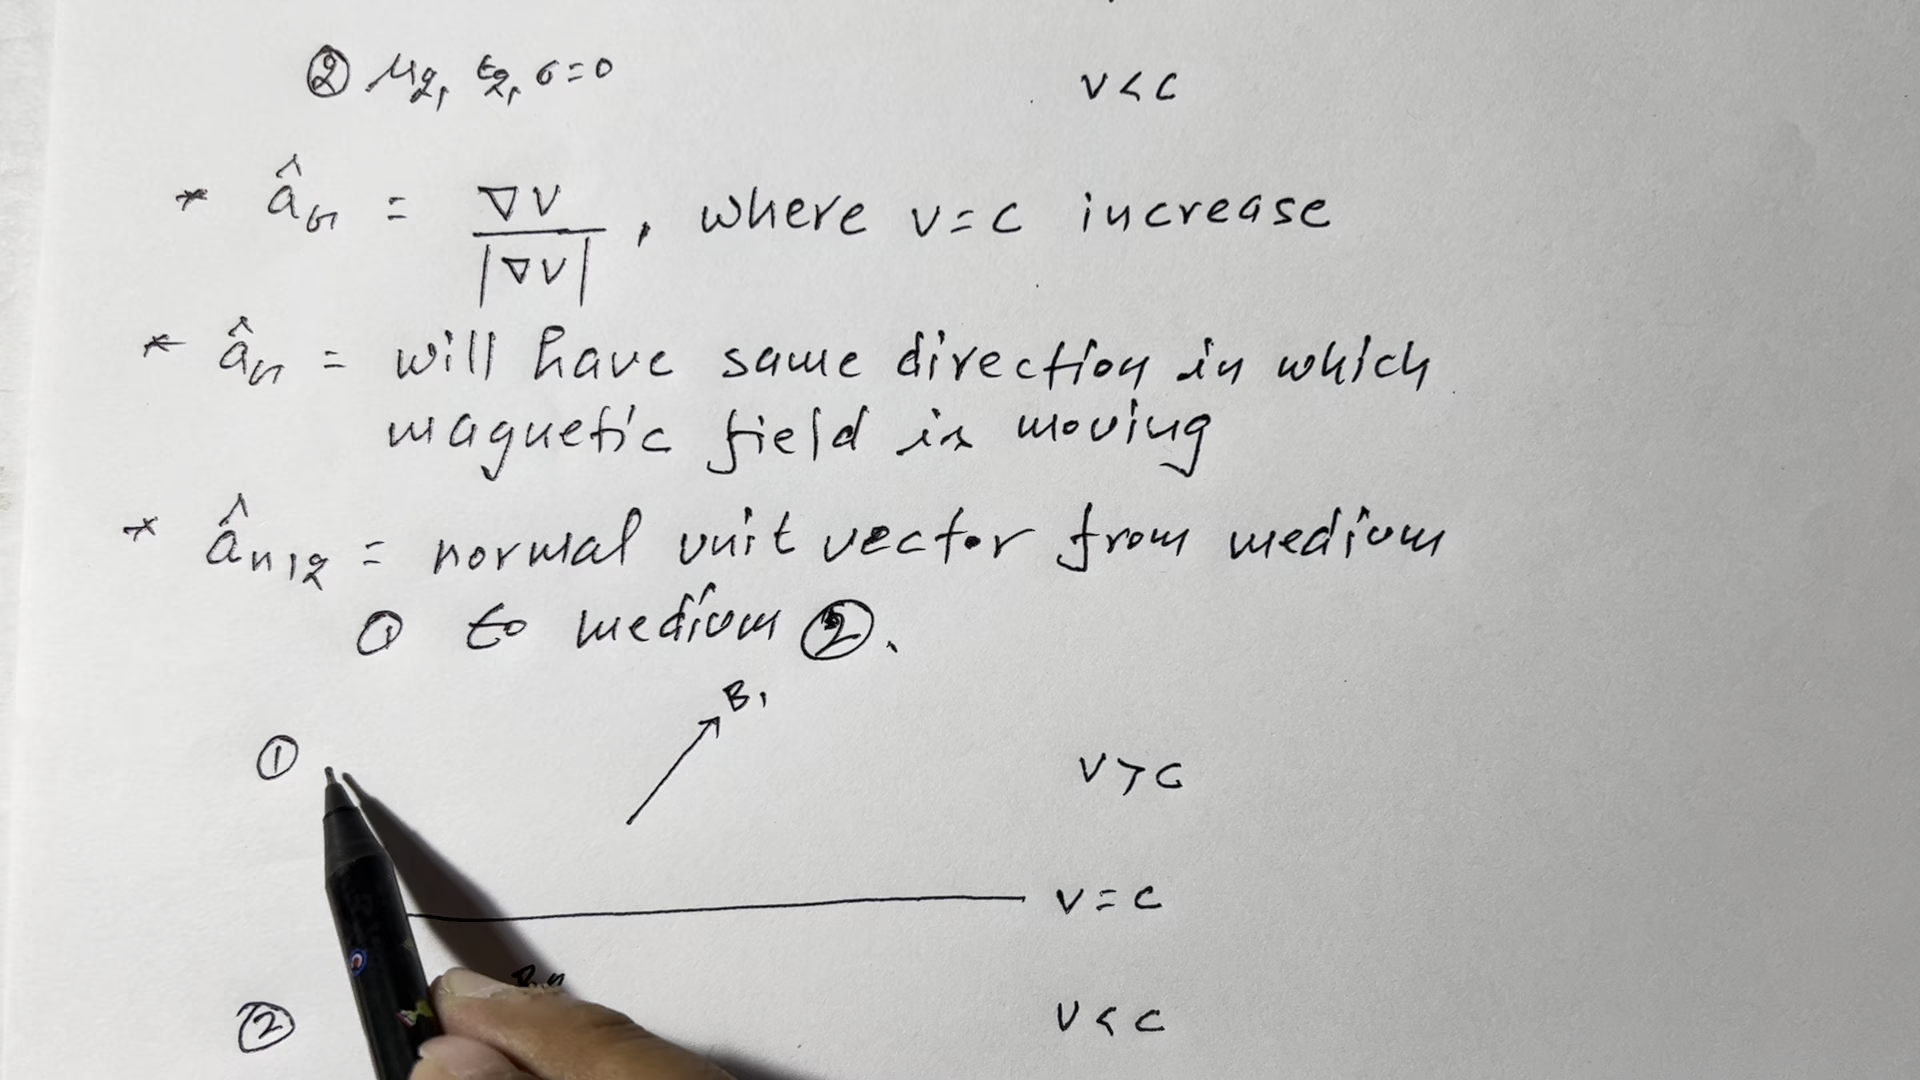 ② μ₂, ε₂, σ=0 v<c
* â_n = ∇V / |∇V| , where v=c increase
* â_n = will have same direction in which
magnetic field is moving
* â_n12 = normal unit vector from medium
① to medium ②.
B₁
① v>c
v=c
② v<c